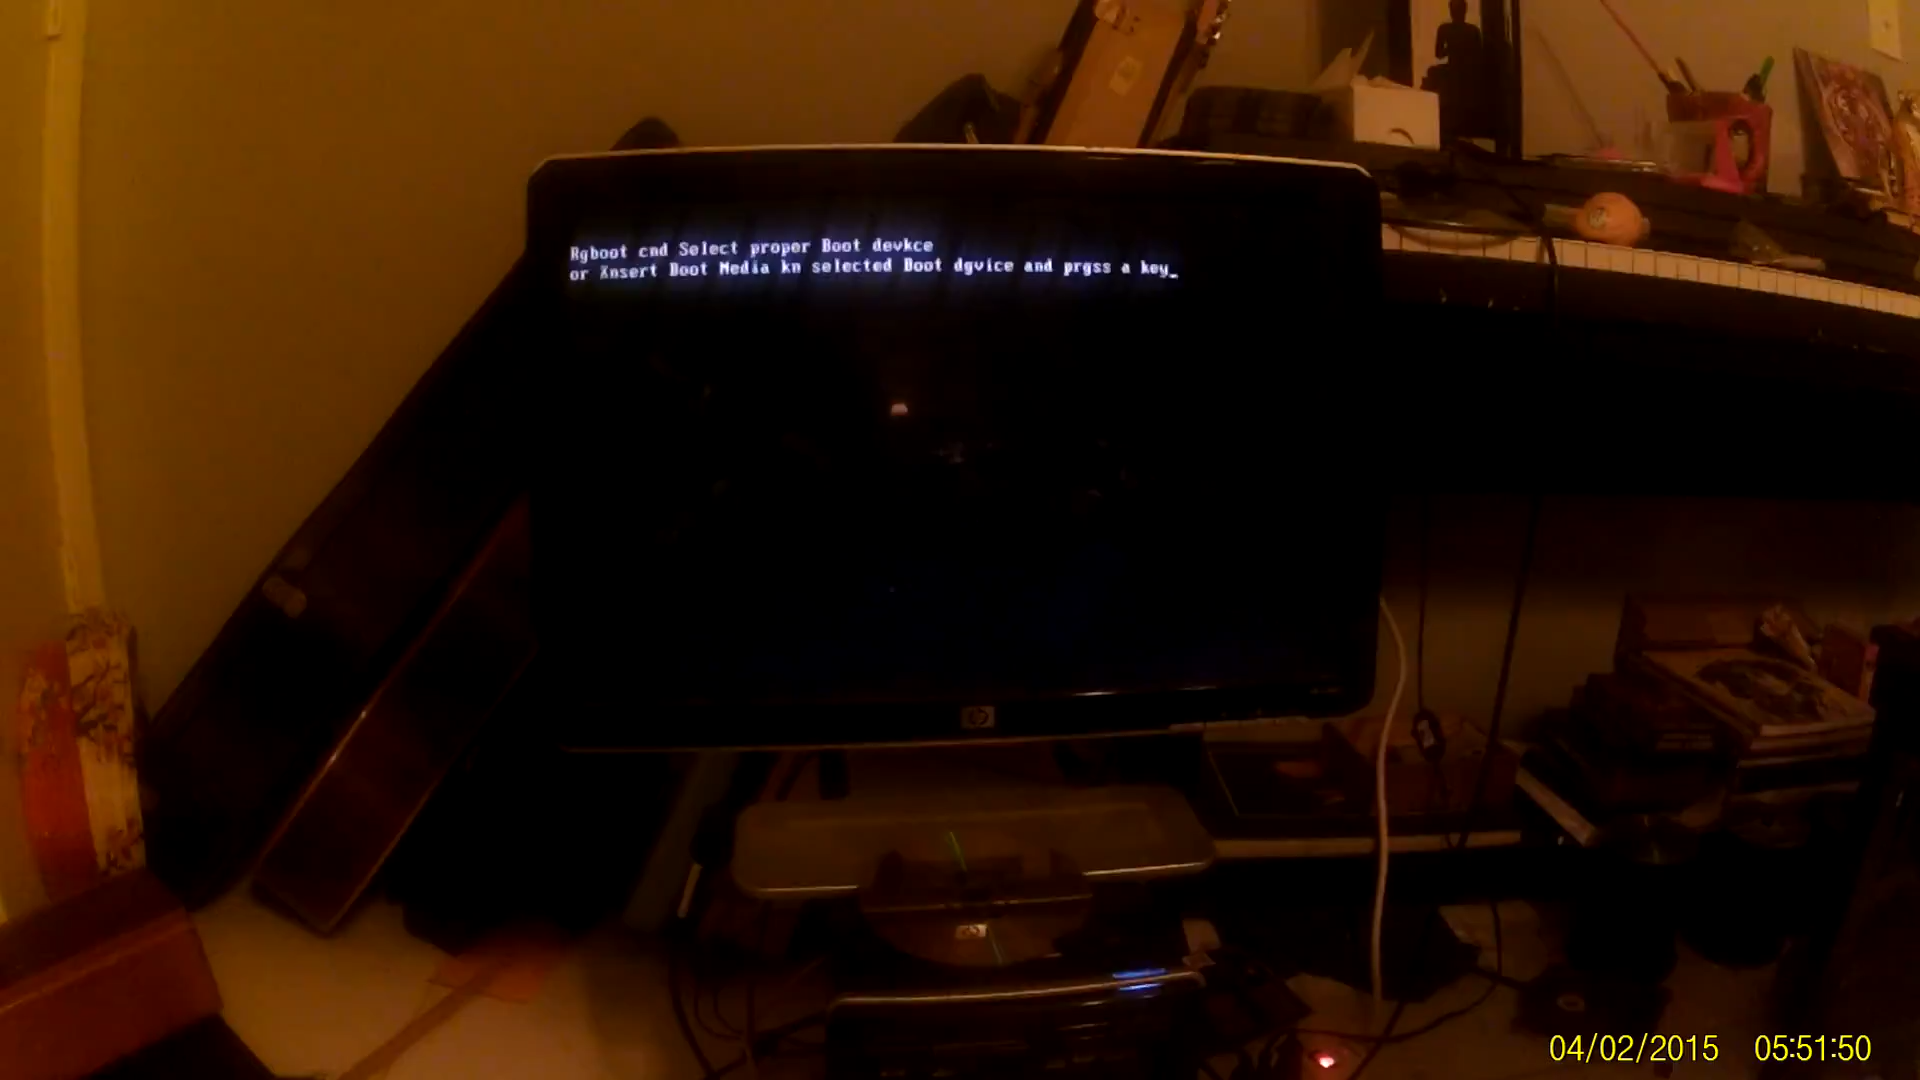 Rgboot cnd Select proper Boot devkce
or Xnsert Boot Media kn selected Boot dgvice and prgss a key_
hp
04/02/2015 05:51:50